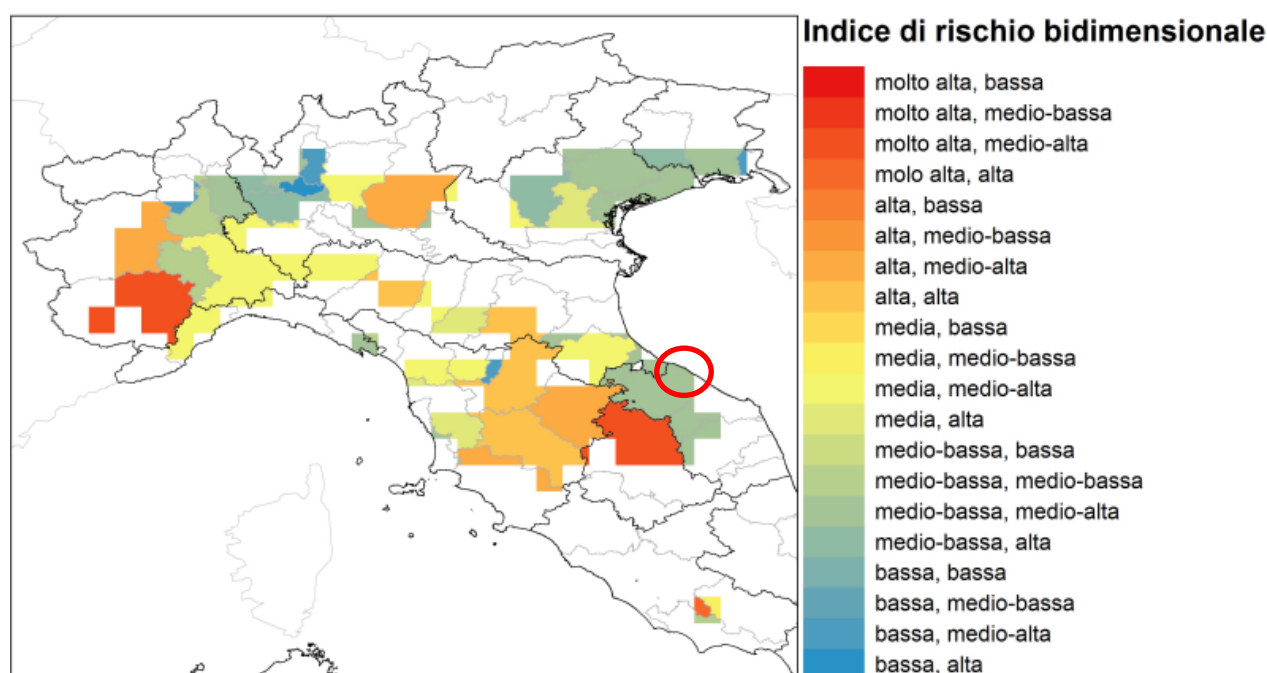 Indice di rischio bidimensionale
molto alta, bassa
molto alta, medio-bassa
molto alta, medio-alta
molo alta, alta
alta, bassa
alta, medio-bassa
alta, medio-alta
alta, alta
media, bassa
media, medio-bassa
media, medio-alta
media, alta
medio-bassa, bassa
medio-bassa, medio-bassa
medio-bassa, medio-alta
medio-bassa, alta
bassa, bassa
bassa, medio-bassa
bassa, medio-alta
bassa, alta